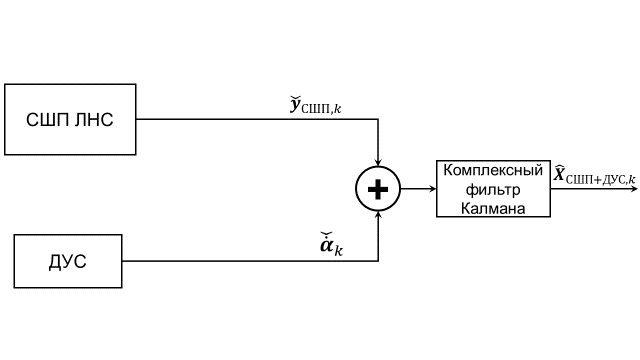 СШП ЛНС
y̆СШП,k
+
Комплексный
фильтр
Калмана
X̂СШП+ДУС,k
ДУС
α̇̆k